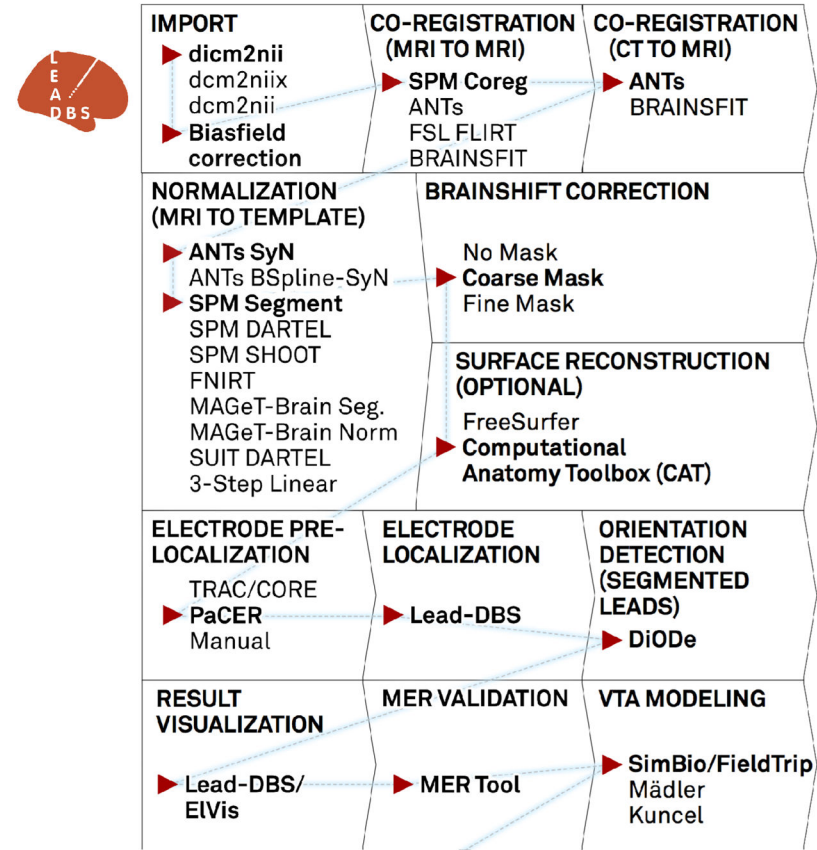 L
E
A
DBS
IMPORT
dicm2nii
dcm2niix
dcm2nii
Biasfield
correction
CO-REGISTRATION
(MRI TO MRI)
SPM Coreg
ANTs
FSL FLIRT
BRAINSFIT
CO-REGISTRATION
(CT TO MRI)
ANTs
BRAINSFIT
NORMALIZATION
(MRI TO TEMPLATE)
ANTs SyN
ANTs BSpline-SyN
SPM Segment
SPM DARTEL
SPM SHOOT
FNIRT
MAGeT-Brain Seg.
MAGeT-Brain Norm
SUIT DARTEL
3-Step Linear
BRAINSHIFT CORRECTION
No Mask
Coarse Mask
Fine Mask
SURFACE RECONSTRUCTION
(OPTIONAL)
FreeSurfer
Computational
Anatomy Toolbox (CAT)
ELECTRODE PRE-
LOCALIZATION
TRAC/CORE
PaCER
Manual
ELECTRODE
LOCALIZATION
Lead-DBS
ORIENTATION
DETECTION
(SEGMENTED
LEADS)
DiODe
RESULT
VISUALIZATION
Lead-DBS/
ElVis
MER VALIDATION
MER Tool
VTA MODELING
SimBio/FieldTrip
Mädler
Kuncel